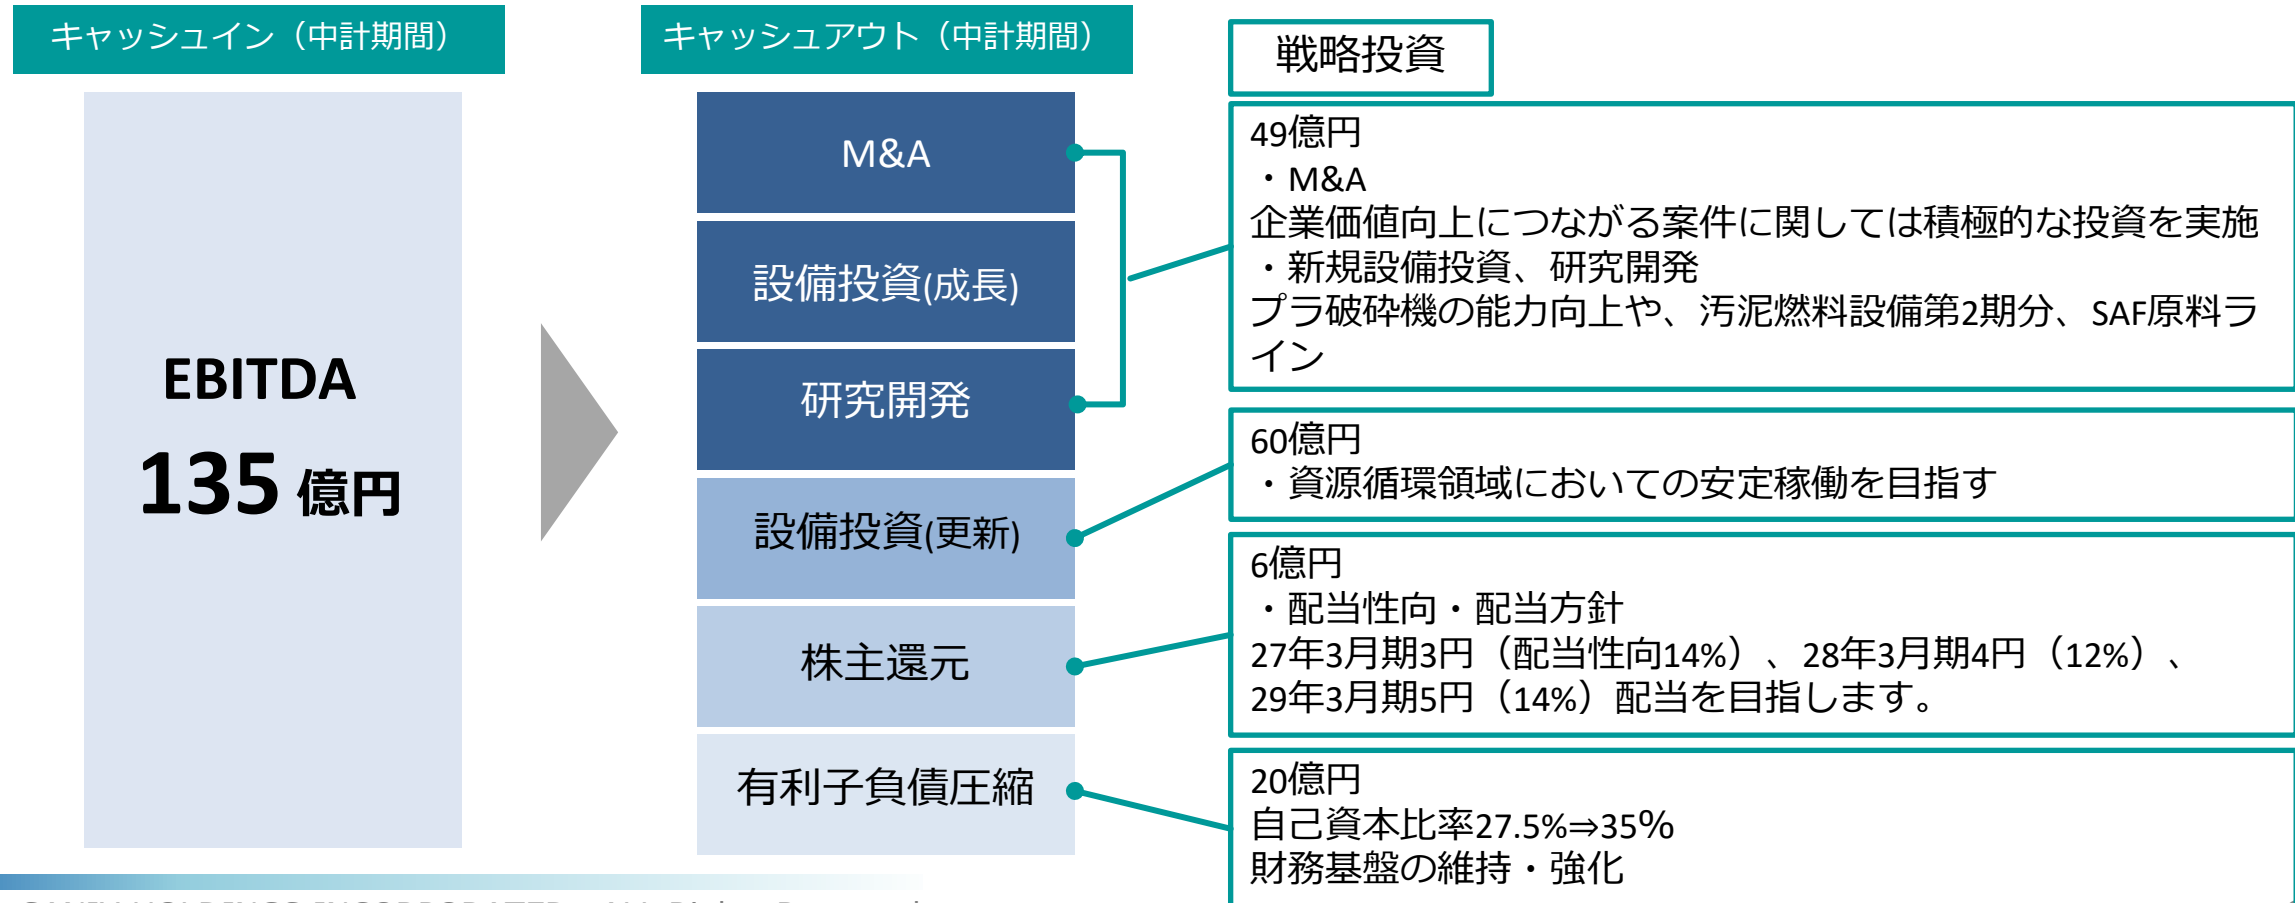 キャッシュイン（中計期間）
EBITDA
135 億円
キャッシュアウト（中計期間）
M&A
設備投資(成長)
研究開発
設備投資(更新)
株主還元
有利子負債圧縮
戦略投資
49億円
・M&A
企業価値向上につながる案件に関しては積極的な投資を実施
・新規設備投資、研究開発
プラ破砕機の能力向上や、汚泥燃料設備第2期分、SAF原料ラ
イン
60億円
・資源循環領域においての安定稼働を目指す
6億円
・配当性向・配当方針
27年3月期3円（配当性向14%）、28年3月期4円（12%）、
29年3月期5円（14%）配当を目指します。
20億円
自己資本比率27.5%⇒35%
財務基盤の維持・強化